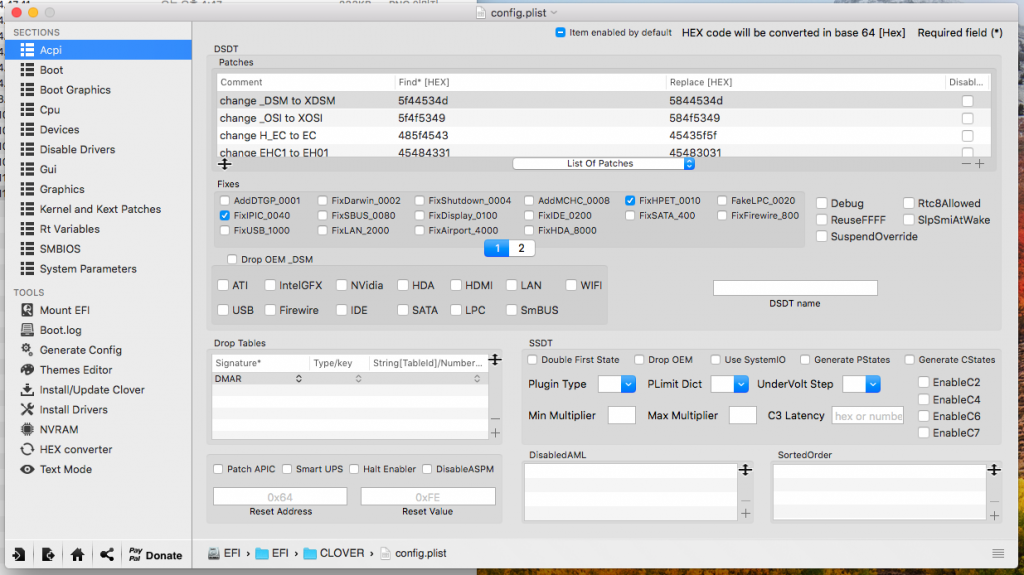 config.plist
SECTIONS
Acpi
Boot
Boot Graphics
Cpu
Devices
Disable Drivers
Gui
Graphics
Kernel and Kext Patches
Rt Variables
SMBIOS
System Parameters
TOOLS
Mount EFI
Boot.log
Generate Config
Themes Editor
Install/Update Clover
Install Drivers
NVRAM
HEX converter
Text Mode
Pay Pal Donate
Item enabled by default HEX code will be converted in base 64 [Hex] Required field (*)
DSDT
Patches
Comment Find* [HEX] Replace [HEX] Disabl...
change _DSM to XDSM 5f44534d 5844534d
change _OSI to XOSI 5f4f5349 584f5349
change H_EC to EC 485f4543 45435f5f
change EHC1 to EH01 45484331 45483031
List Of Patches
Fixes
AddDTGP_0001 FixDarwin_0002 FixShutdown_0004 AddMCHC_0008 FixHPET_0010 FakeLPC_0020
FixIPIC_0040 FixSBUS_0080 FixDisplay_0100 FixIDE_0200 FixSATA_400 FixFirewire_800
FixUSB_1000 FixLAN_2000 FixAirport_4000 FixHDA_8000
Debug Rtc8Allowed
ReuseFFFF SlpSmiAtWake
SuspendOverride
1 2
Drop OEM _DSM
ATI IntelGFX NVidia HDA HDMI LAN WIFI
USB Firewire IDE SATA LPC SmBUS
DSDT name
Drop Tables
Signature* Type/key String[TableId]/Number...
DMAR
SSDT
Double First State Drop OEM Use SystemIO Generate PStates Generate CStates
Plugin Type PLimit Dict UnderVolt Step
EnableC2
EnableC4
EnableC6
EnableC7
Min Multiplier Max Multiplier C3 Latency hex or numbe
Patch APIC Smart UPS Halt Enabler DisableASPM
0x64 0xFE
Reset Address Reset Value
DisabledAML
SortedOrder
EFI › EFI › CLOVER › config.plist